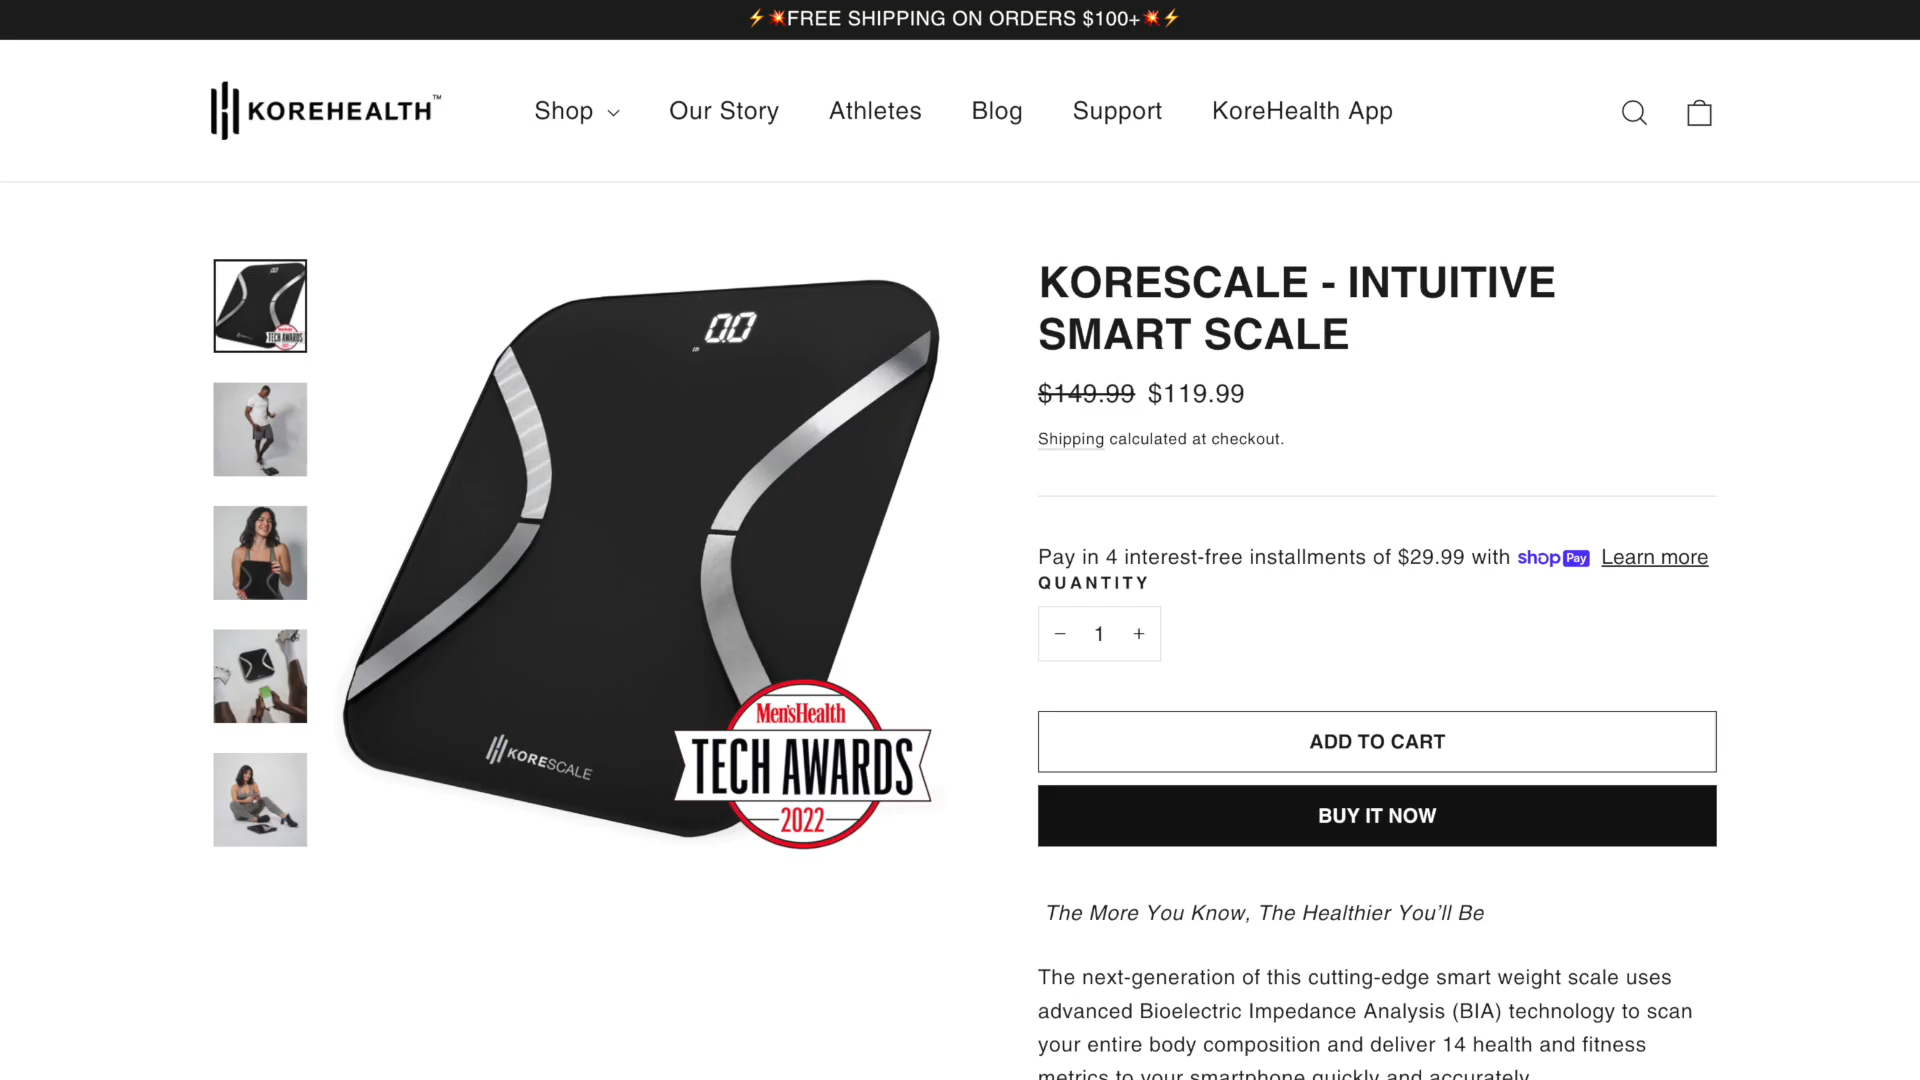 ⚡💥FREE SHIPPING ON ORDERS $100+💥⚡
KOREHEALTH™
Shop
Our Story
Athletes
Blog
Support
KoreHealth App
0.0
lb
KORESCALE
Men'sHealth
TECH AWARDS
2022
TECH AWARDS
KORESCALE - INTUITIVE
SMART SCALE
$149.99 $119.99
Shipping calculated at checkout.
Pay in 4 interest-free installments of $29.99 with shop Pay Learn more
QUANTITY
− 1 +
ADD TO CART
BUY IT NOW
The More You Know, The Healthier You’ll Be
The next-generation of this cutting-edge smart weight scale uses
advanced Bioelectric Impedance Analysis (BIA) technology to scan
your entire body composition and deliver 14 health and fitness
metrics to your smartphone quickly and accurately.